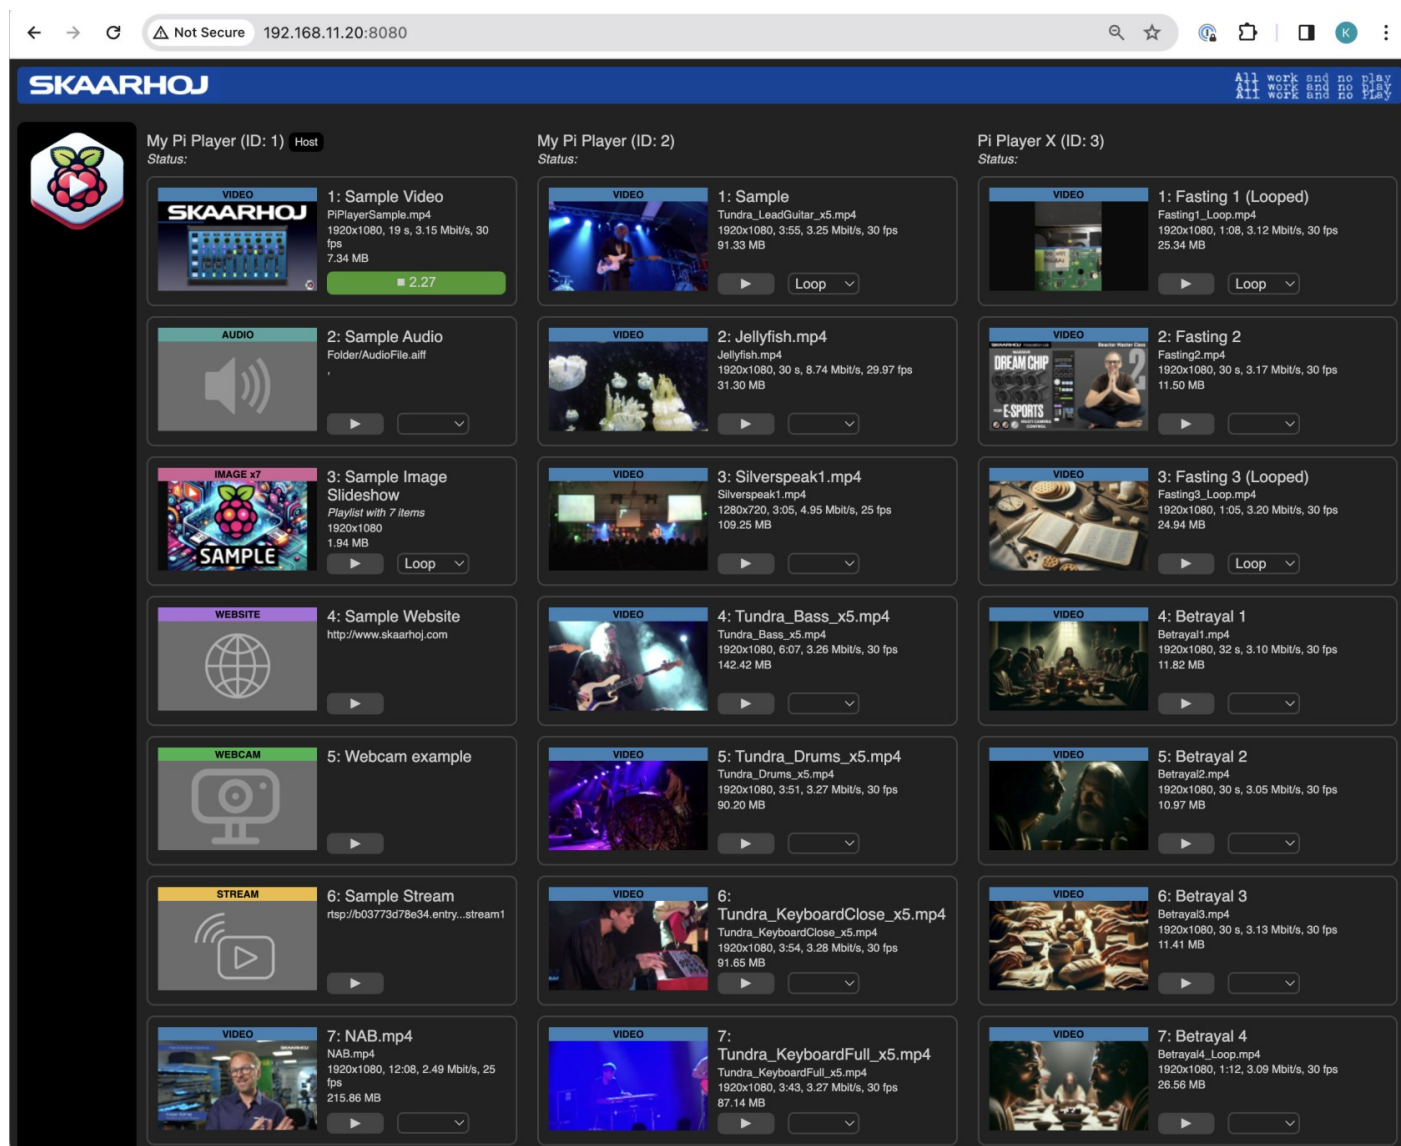 Not Secure 192.168.11.20:8080
K
SKAARHOJ
All work and no play
All work and no play
All work and no PLay
My Pi Player (ID: 1) Host
Status:
VIDEO
SKAARHOJ
1: Sample Video
PiPlayerSample.mp4
1920x1080, 19 s, 3.15 Mbit/s, 30
fps
7.34 MB
2.27
AUDIO
2: Sample Audio
Folder/AudioFile.aiff
,
IMAGE x7
SAMPLE
3: Sample Image
Slideshow
Playlist with 7 items
1920x1080
1.94 MB
Loop
WEBSITE
4: Sample Website
http://www.skaarhoj.com
WEBCAM
5: Webcam example
STREAM
6: Sample Stream
rtsp://b03773d78e34.entry...stream1
VIDEO
7: NAB.mp4
NAB.mp4
1920x1080, 12:08, 2.49 Mbit/s, 25
fps
215.86 MB
My Pi Player (ID: 2)
Status:
VIDEO
1: Sample
Tundra_LeadGuitar_x5.mp4
1920x1080, 3:55, 3.25 Mbit/s, 30 fps
91.33 MB
Loop
VIDEO
2: Jellyfish.mp4
Jellyfish.mp4
1920x1080, 30 s, 8.74 Mbit/s, 29.97 fps
31.30 MB
VIDEO
3: Silverspeak1.mp4
Silverspeak1.mp4
1280x720, 3:05, 4.95 Mbit/s, 25 fps
109.25 MB
VIDEO
4: Tundra_Bass_x5.mp4
Tundra_Bass_x5.mp4
1920x1080, 6:07, 3.26 Mbit/s, 30 fps
142.42 MB
VIDEO
5: Tundra_Drums_x5.mp4
Tundra_Drums_x5.mp4
1920x1080, 3:51, 3.27 Mbit/s, 30 fps
90.20 MB
VIDEO
6:
Tundra_KeyboardClose_x5.mp4
Tundra_KeyboardClose_x5.mp4
1920x1080, 3:54, 3.28 Mbit/s, 30 fps
91.65 MB
VIDEO
7:
Tundra_KeyboardFull_x5.mp4
Tundra_KeyboardFull_x5.mp4
1920x1080, 3:43, 3.27 Mbit/s, 30 fps
87.14 MB
Pi Player X (ID: 3)
Status:
VIDEO
1: Fasting 1 (Looped)
Fasting1_Loop.mp4
1920x1080, 1:08, 3.12 Mbit/s, 30 fps
25.34 MB
Loop
VIDEO
SKAARHOJ
Reactor Master Class
DREAM CHIP
2
E-SPORTS
CONTROL
2: Fasting 2
Fasting2.mp4
1920x1080, 30 s, 3.17 Mbit/s, 30 fps
11.50 MB
VIDEO
3: Fasting 3 (Looped)
Fasting3_Loop.mp4
1920x1080, 1:05, 3.20 Mbit/s, 30 fps
24.94 MB
Loop
VIDEO
4: Betrayal 1
Betrayal1.mp4
1920x1080, 32 s, 3.10 Mbit/s, 30 fps
11.82 MB
VIDEO
5: Betrayal 2
Betrayal2.mp4
1920x1080, 30 s, 3.05 Mbit/s, 30 fps
10.97 MB
VIDEO
6: Betrayal 3
Betrayal3.mp4
1920x1080, 30 s, 3.13 Mbit/s, 30 fps
11.41 MB
VIDEO
7: Betrayal 4
Betrayal4_Loop.mp4
1920x1080, 1:12, 3.09 Mbit/s, 30 fps
26.56 MB